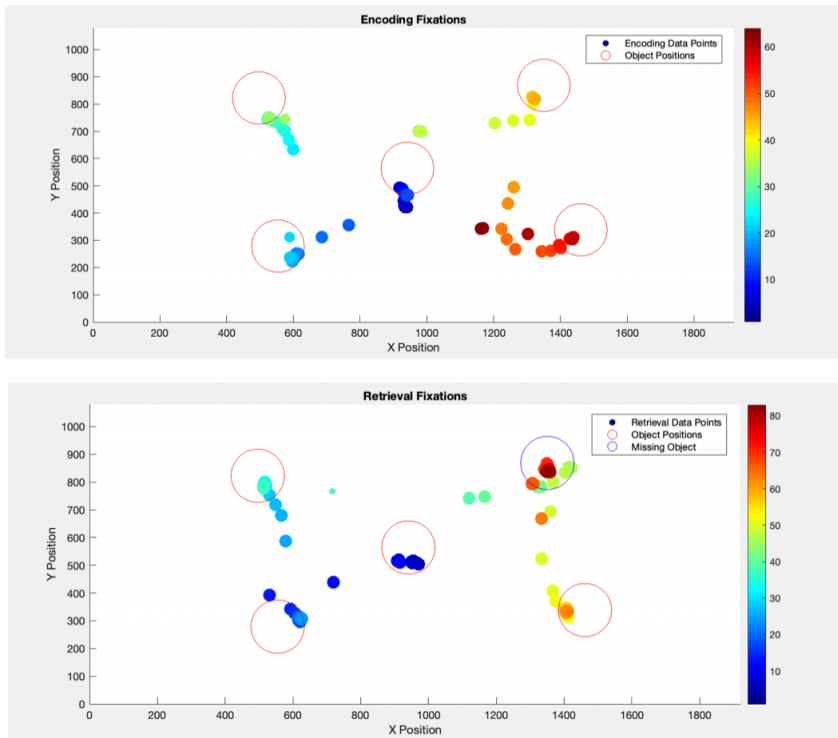 Encoding Fixations
1000
900
800
700
600
500
400
300
200
100
0
Y Position
0 200 400 600 800 1000 1200 1400 1600 1800
X Position
Encoding Data Points
Object Positions
60
50
40
30
20
10
Retrieval Fixations
1000
900
800
700
600
500
400
300
200
100
0
Y Position
0 200 400 600 800 1000 1200 1400 1600 1800
X Position
Retrieval Data Points
Object Positions
Missing Object
80
70
60
50
40
30
20
10